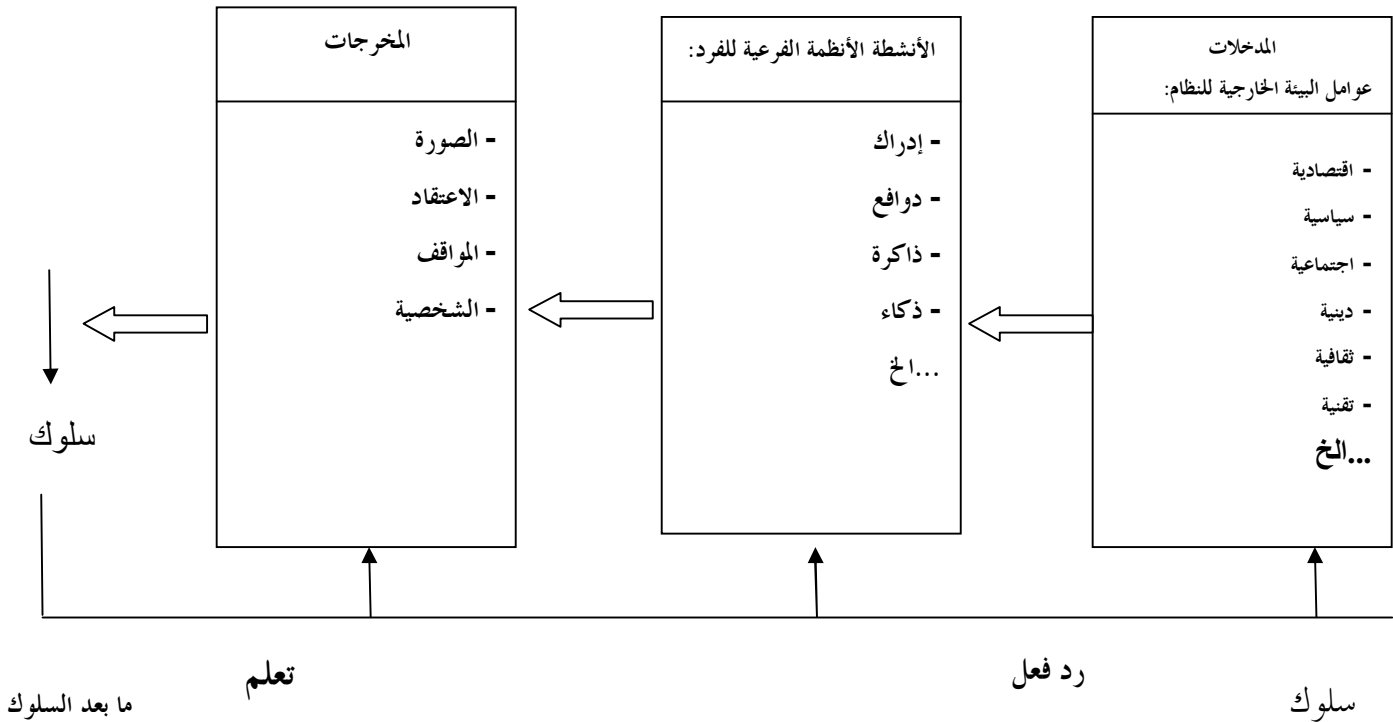 المدخلات
عوامل البيئة الخارجية للنظام:
- اقتصادية
- سياسية
- اجتماعية
- دينية
- ثقافية
- تقنية
...الخ
الأنشطة الأنظمة الفرعية للفرد:
- إدراك
- دوافع
- ذاكرة
- ذكاء
...الخ
المخرجات
- الصورة
- الاعتقاد
- المواقف
- الشخصية
سلوك
سلوك
رد فعل
تعلم
ما بعد السلوك